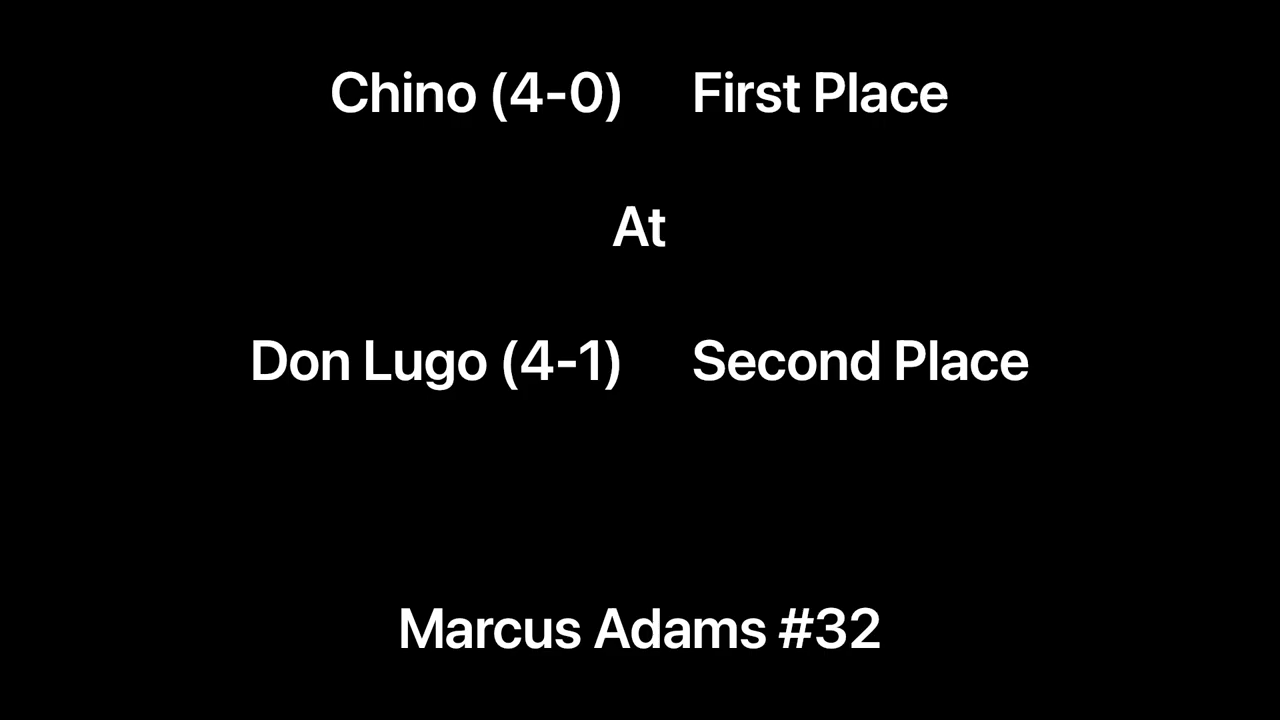 Chino (4-0) First Place
At
Don Lugo (4-1) Second Place
Marcus Adams #32